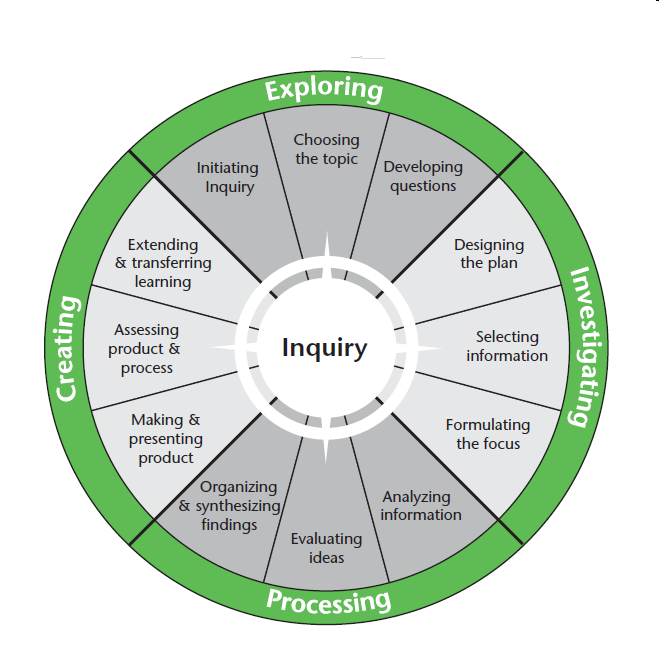 Exploring
Initiating
Inquiry
Choosing
the topic
Developing
questions
Investigating
Designing
the plan
Selecting
information
Formulating
the focus
Processing
Analyzing
information
Evaluating
ideas
Organizing
& synthesizing
findings
Creating
Making &
presenting
product
Assessing
product &
process
Extending
& transferring
learning
Inquiry